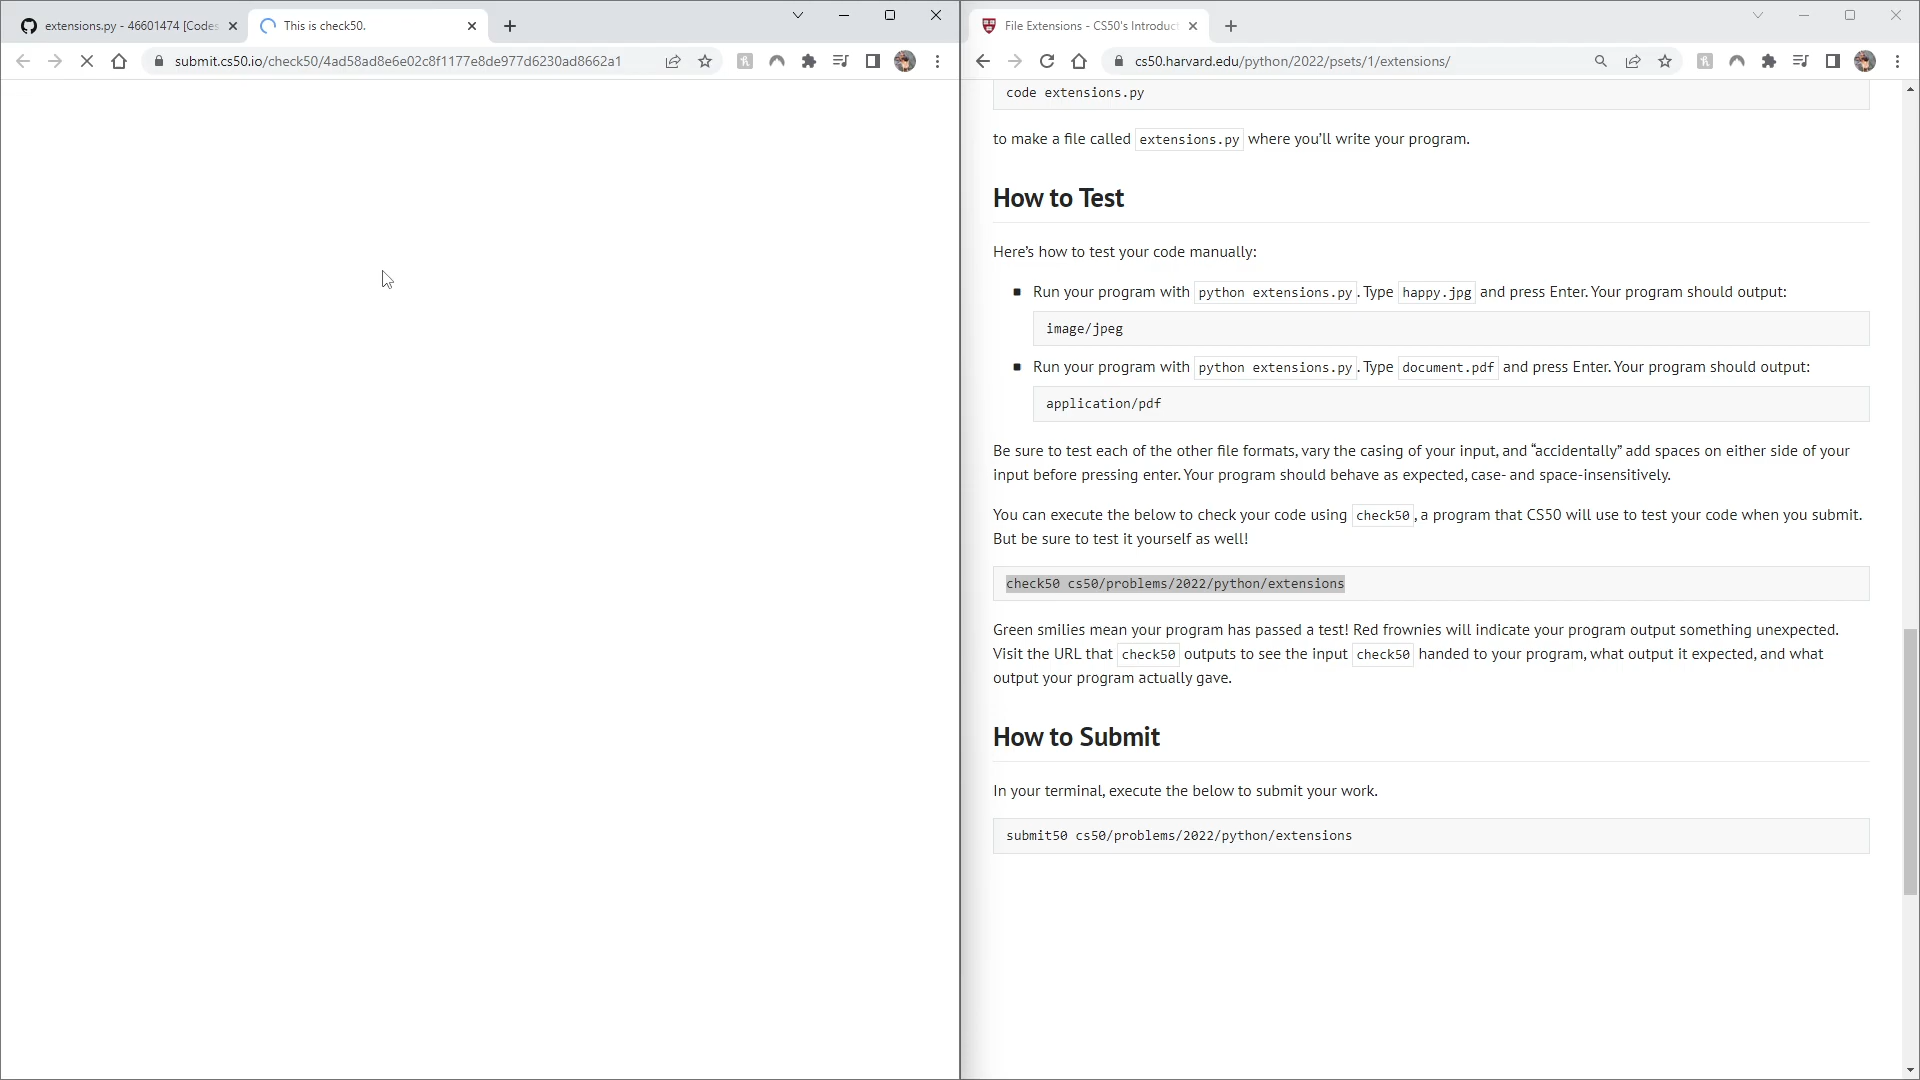 extensions.py - 46601474 [Codes
This is check50.
submit.cs50.io/check50/4ad58ad8e6e02c8f1177e8de977d6230ad8662a1
File Extensions - CS50's Introduct
cs50.harvard.edu/python/2022/psets/1/extensions/
code extensions.py
to make a file called extensions.py where you’ll write your program.
How to Test
Here’s how to test your code manually:
Run your program with python extensions.py. Type happy.jpg and press Enter. Your program should output:
image/jpeg
Run your program with python extensions.py. Type document.pdf and press Enter. Your program should output:
application/pdf
Be sure to test each of the other file formats, vary the casing of your input, and “accidentally” add spaces on either side of your
input before pressing enter. Your program should behave as expected, case- and space-insensitively.
You can execute the below to check your code using check50, a program that CS50 will use to test your code when you submit.
But be sure to test it yourself as well!
check50 cs50/problems/2022/python/extensions
Green smilies mean your program has passed a test! Red frownies will indicate your program output something unexpected.
Visit the URL that check50 outputs to see the input check50 handed to your program, what output it expected, and what
output your program actually gave.
How to Submit
In your terminal, execute the below to submit your work.
submit50 cs50/problems/2022/python/extensions